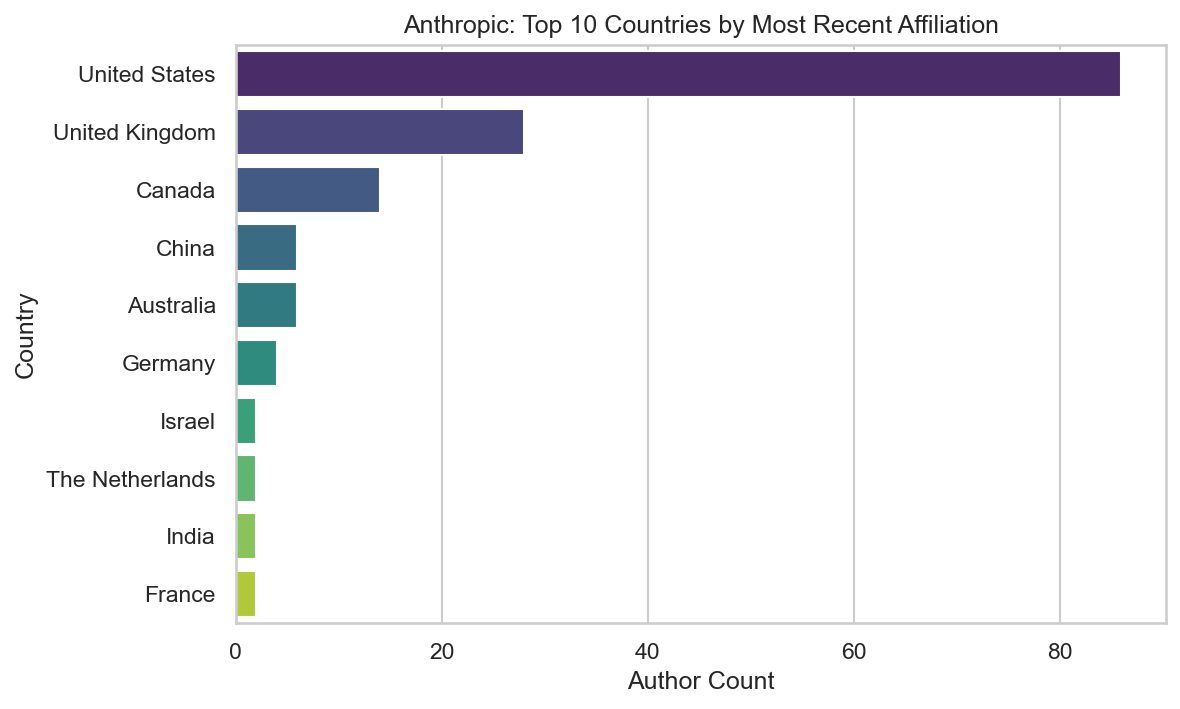 Anthropic: Top 10 Countries by Most Recent Affiliation
Country
United States
United Kingdom
Canada
China
Australia
Germany
Israel
The Netherlands
India
France
0 20 40 60 80
Author Count